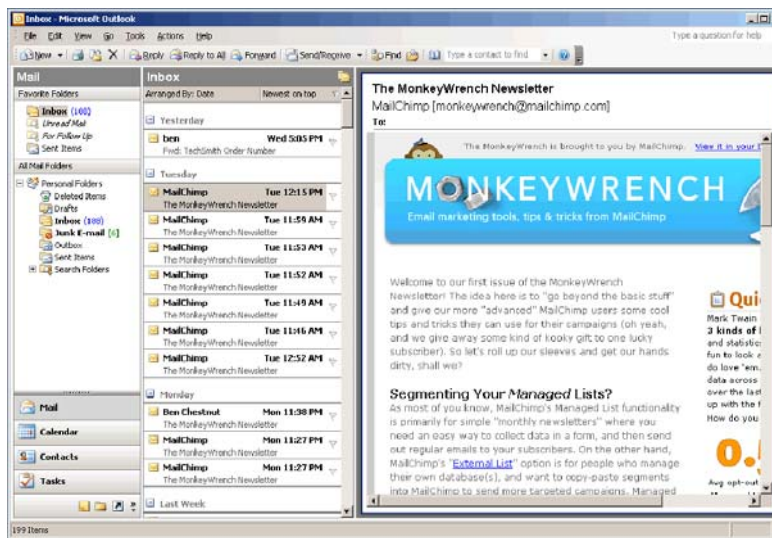 Inbox - Microsoft Outlook
File Edit View Go Tools Actions Help
Type a question for help
New Reply Reply to All Forward Send/Receive Find Type a contact to find
Mail
Favorite Folders
Inbox (100)
Unread Mail
For Follow Up
Sent Items
All Mail Folders
Personal Folders
Deleted Items
Drafts
Inbox (100)
Junk E-mail [6]
Outbox
Sent Items
Search Folders
Mail
Calendar
Contacts
Tasks
199 Items
Inbox
Arranged By: Date Newest on top
Yesterday
ben Wed 5:05 PM
Fwd: TechSmith Order Number
Tuesday
MailChimp Tue 12:15 PM
The MonkeyWrench Newsletter
MailChimp Tue 11:59 AM
The MonkeyWrench Newsletter
MailChimp Tue 11:53 AM
The MonkeyWrench Newsletter
MailChimp Tue 11:52 AM
The MonkeyWrench Newsletter
MailChimp Tue 11:49 AM
The MonkeyWrench Newsletter
MailChimp Tue 11:46 AM
The MonkeyWrench Newsletter
MailChimp Tue 12:52 AM
The MonkeyWrench Newsletter
Monday
Ben Chestnut Mon 11:38 PM
The MonkeyWrench Newsletter
MailChimp Mon 11:27 PM
The MonkeyWrench Newsletter
MailChimp Mon 11:27 PM
The MonkeyWrench Newsletter
Last Week
The MonkeyWrench Newsletter
MailChimp [monkeywrench@mailchimp.com]
To:
The MonkeyWrench is brought to you by MailChimp. View it in your
MONKEYWRENCH
Email marketing tools, tips & tricks from MailChimp
Welcome to our first issue of the MonkeyWrench
Newsletter! The idea here is to "go beyond the basic stuff"
and give our more "advanced" MailChimp users some cool
tips and tricks they can use for their campaigns (oh yeah,
and we give away some kind of kooky gift to one lucky
subscriber). So let's roll up our sleeves and get our hands
dirty, shall we?
Segmenting Your Managed Lists?
As most of you know, MailChimp's Managed List functionality
is primarily for simple "monthly newsletters" where you
need an easy way to collect data in a form, and then send
out regular emails to your subscribers. On the other hand,
MailChimp's "External List" option is for people who manage
their own database(s), and want to copy-paste segments
into MailChimp to send more targeted campaigns. Managed
Qui
Mark Twain
3 kinds of
and statistic
fun to look a
do love 'em.
data across
over the last
up with the f
How do you
0.
Avg opt-out